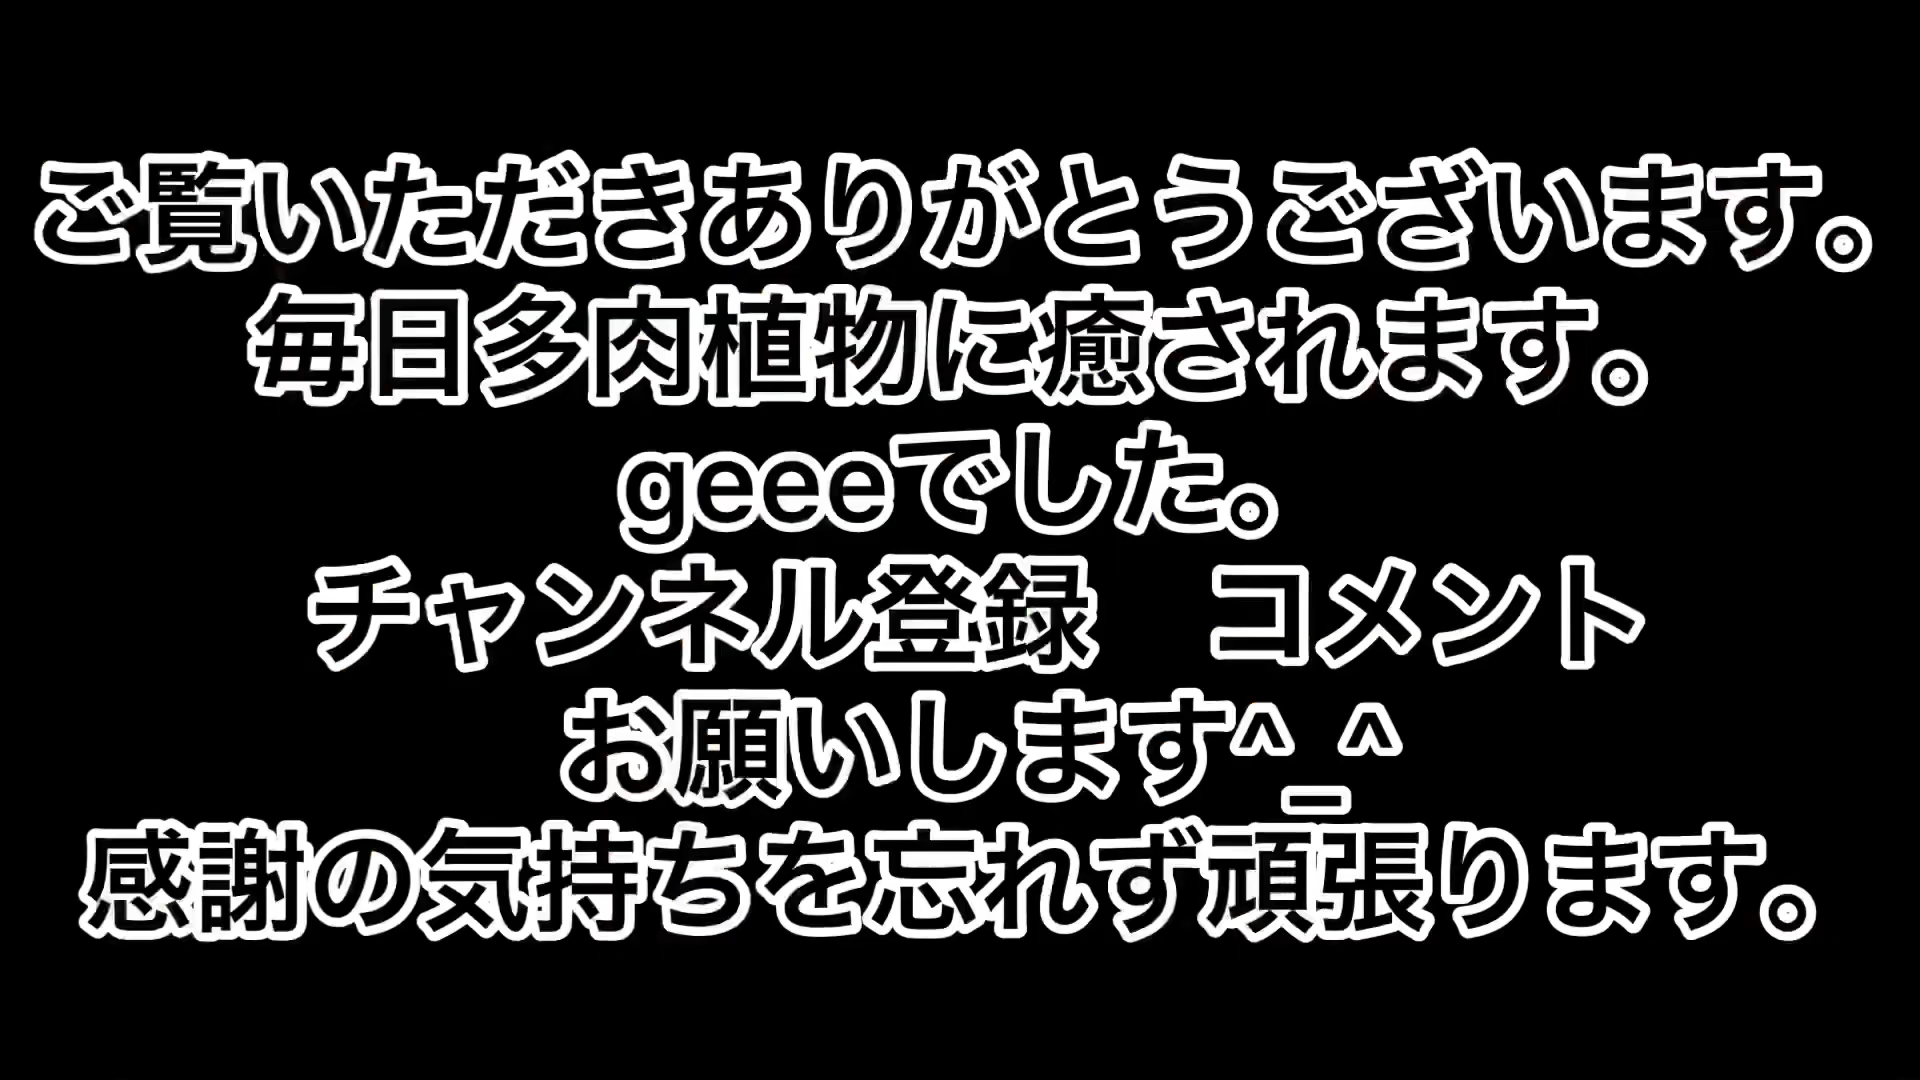 ご覧いただきありがとうございます。
毎日多肉植物に癒されます。
geeeでした。
チャンネル登録　コメント
お願いします^_^
感謝の気持ちを忘れず頑張ります。